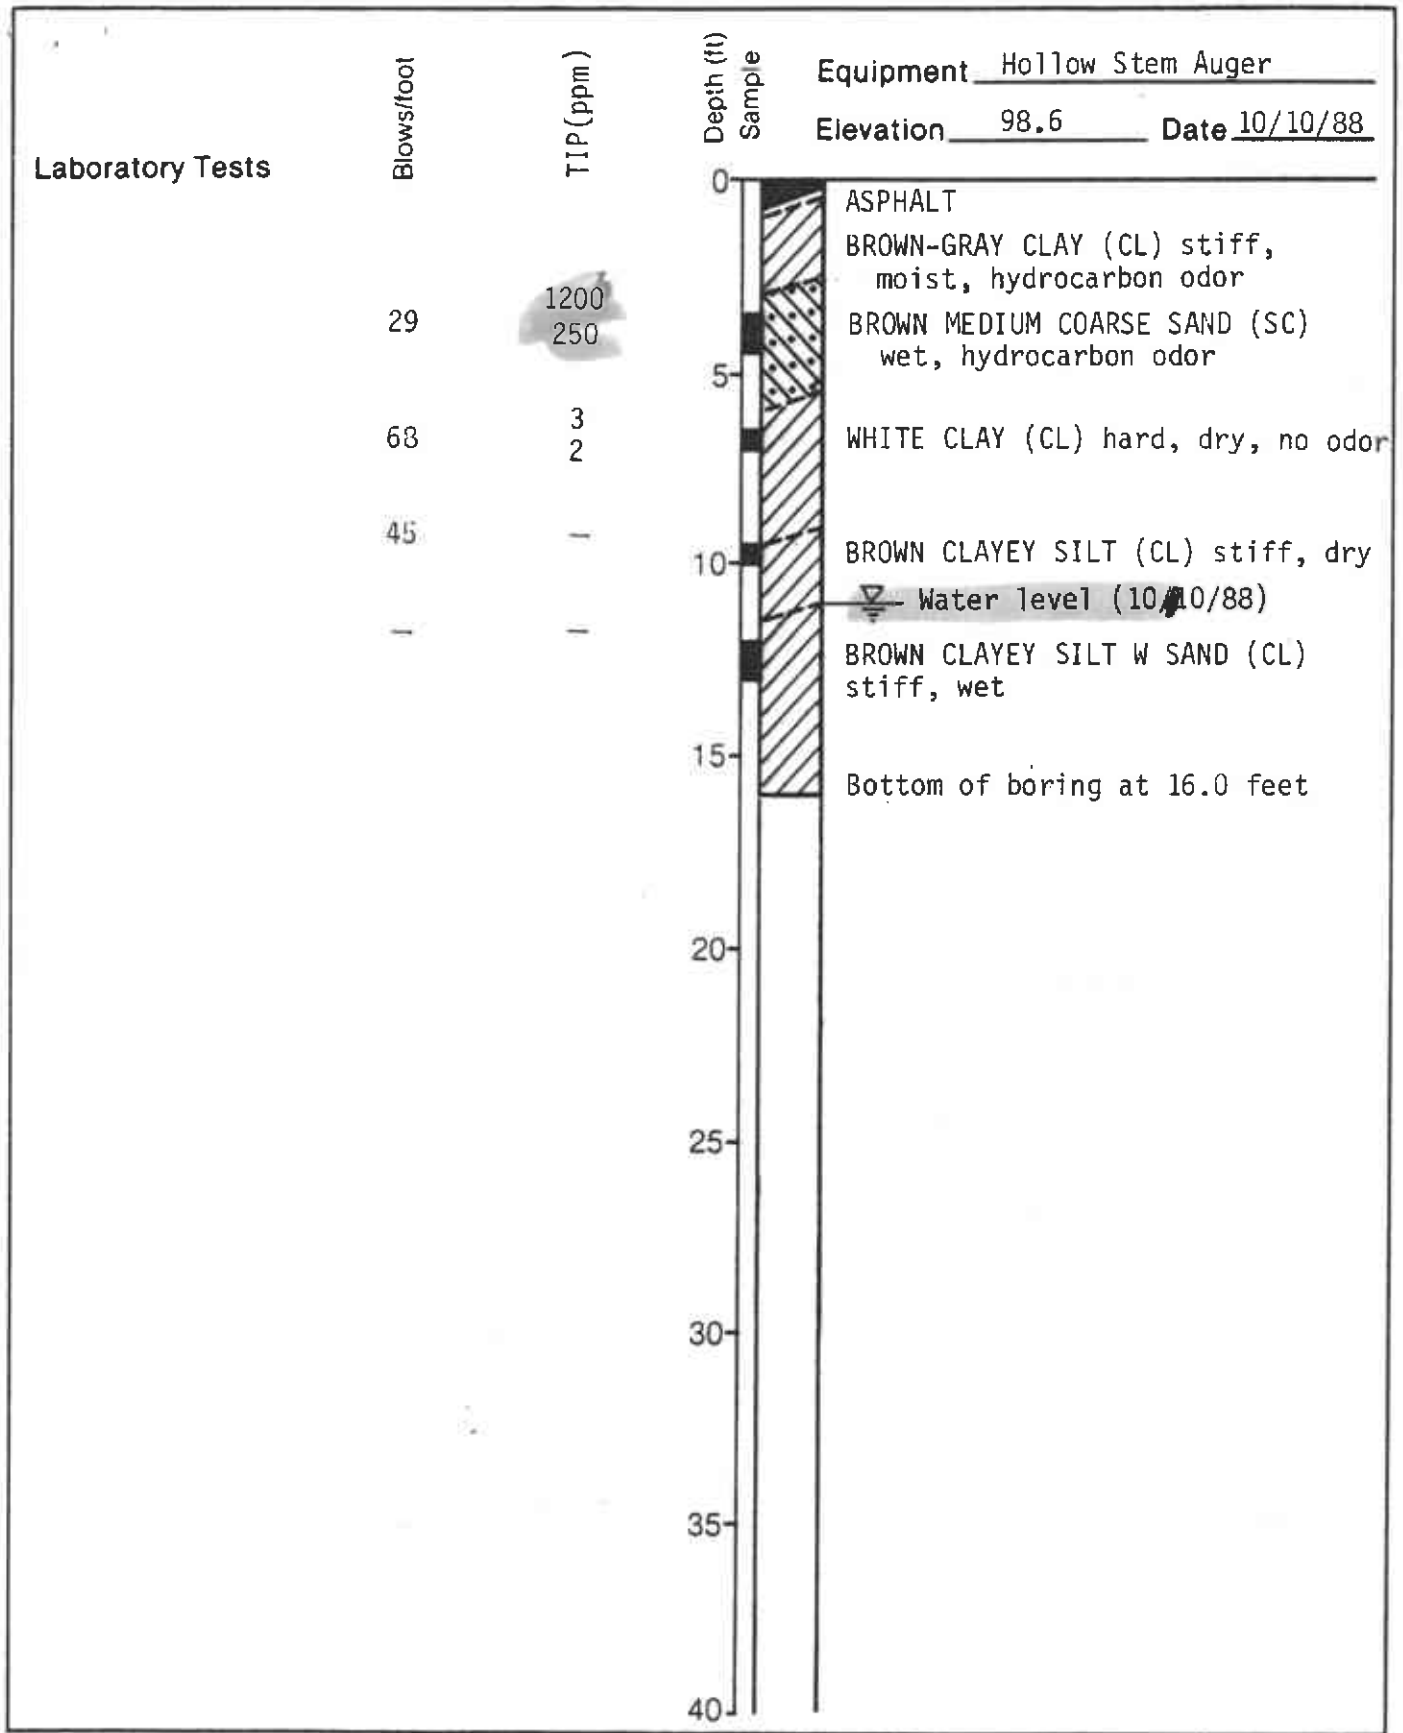 Equipment Hollow Stem Auger
Elevation 98.6 Date 10/10/88
Laboratory Tests
Blows/foot
TIP(ppm)
Depth (ft)
Sample
0
ASPHALT
BROWN-GRAY CLAY (CL) stiff,
moist, hydrocarbon odor
29
1200
250
BROWN MEDIUM COARSE SAND (SC)
wet, hydrocarbon odor
5
68
3
2
WHITE CLAY (CL) hard, dry, no odor
45 —
10
BROWN CLAYEY SILT (CL) stiff, dry
Water level (10/10/88)
— —
BROWN CLAYEY SILT W SAND (CL)
stiff, wet
15
Bottom of boring at 16.0 feet
20
25
30
35
40